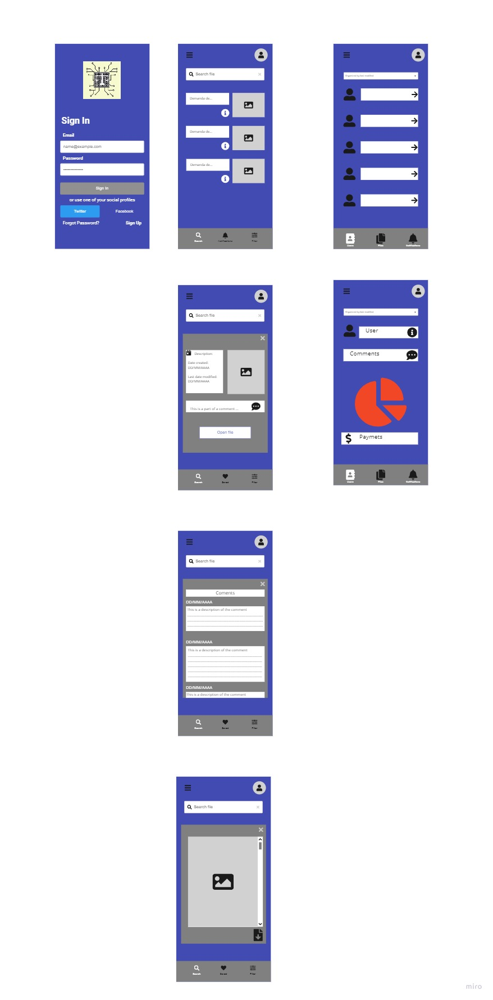 Sign In
Email
name@example.com
Password
••••••••••••••
Sign In
or use one of your social profiles
Twitter
Facebook
Forgot Password?
Sign Up
Search file
Demanda de...
Demanda de...
Demanda de...
Search
Notifications
Filter
Organized by last modified
Users
Files
Notifications
Search file
Description:
Date created:
DD/MM/AAAA
Last date modified:
DD/MM/AAAA
This is a part of a comment ...
Open file
Search
Saved
Filter
Organized by last modified
User
Comments
Paymets
Users
Files
Notifications
Search file
Coments
DD/MM/AAAA
This is a description of the comment
DD/MM/AAAA
This is a description of the comment
DD/MM/AAAA
This is a description of the comment
Search
Saved
Filter
Search file
Search
Saved
Filter
miro